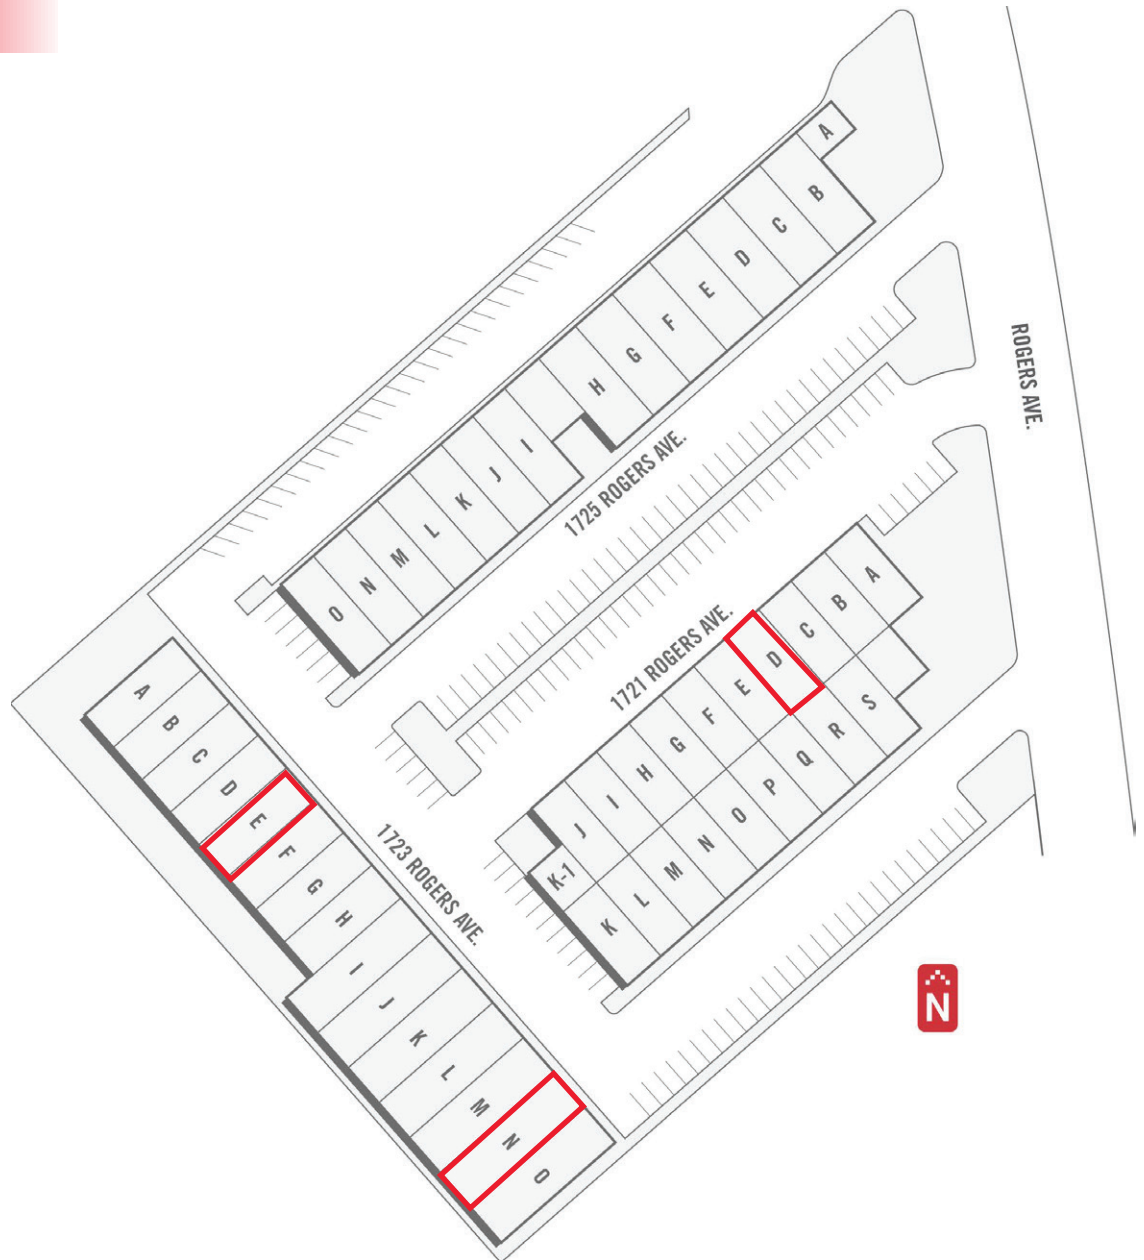 A
B
C
D
E
F
G
H
I
J
K
L
M
N
O
1725 ROGERS AVE.
ROGERS AVE.
1721 ROGERS AVE.
A
B
C
D
E
F
G
H
I
J
K-1
K
L
M
N
O
P
Q
R
S
1723 ROGERS AVE.
A
B
C
D
E
F
G
H
I
J
K
L
M
N
O
N